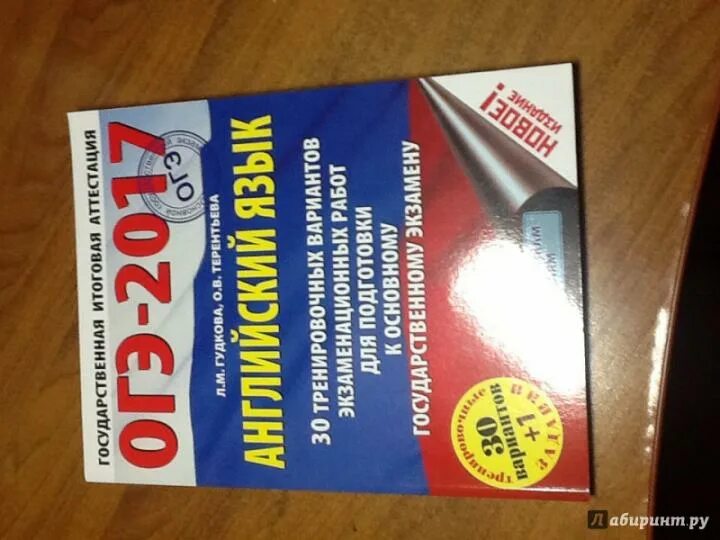 ГОСУДАРСТВЕННАЯ ИТОГОВАЯ АТТЕСТАЦИЯ
ОГЭ-2017
ОГЭ
Л.М. ГУДКОВА, О.В. ТЕРЕНТЬЕВА
АНГЛИЙСКИЙ ЯЗЫК
30 ТРЕНИРОВОЧНЫХ ВАРИАНТОВ
ЭКЗАМЕНАЦИОННЫХ РАБОТ
ДЛЯ ПОДГОТОВКИ
К ОСНОВНОМУ
ГОСУДАРСТВЕННОМУ ЭКЗАМЕНУ
НОВОЕ!
ИЗДАНИЕ
тренировочные
30
вариантов
+1
Лабиринт.ру